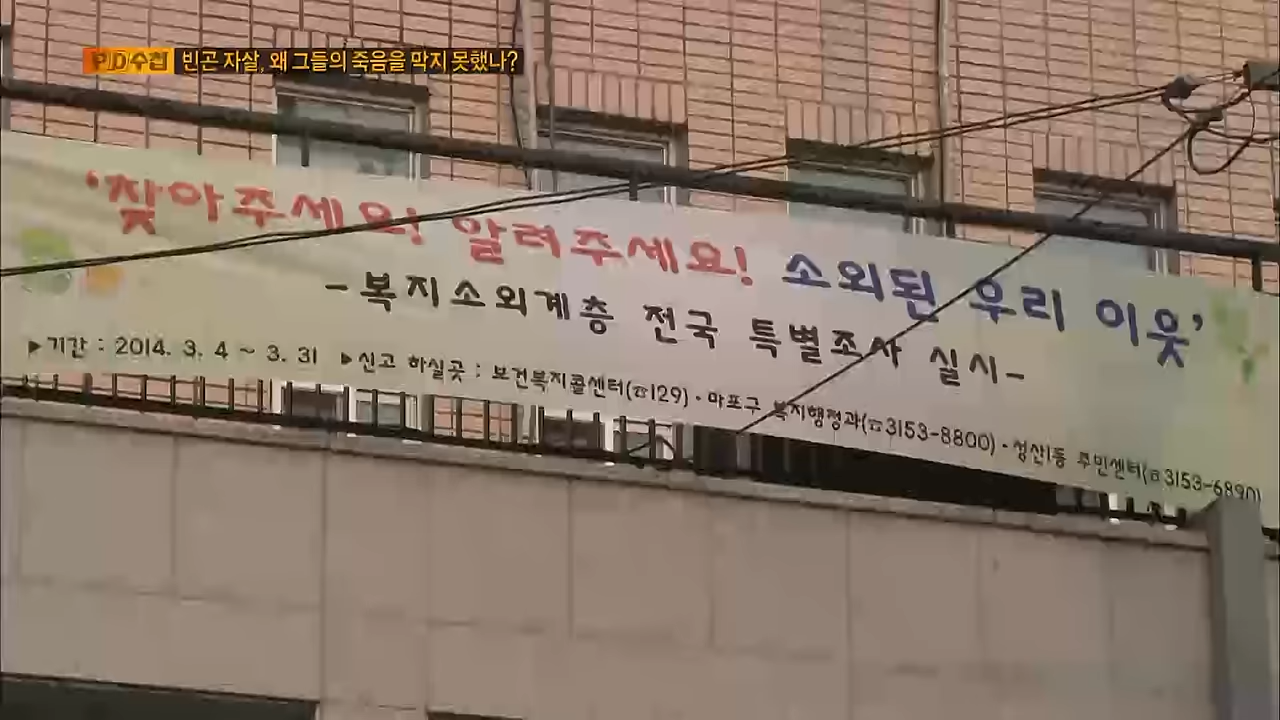 PD수첩 빈곤 자살, 왜 그들의 죽음을 막지 못했나?
'찾아주세요! 알려주세요! 소외된 우리 이웃'
-복지소외계층 전국 특별조사 실시-
▶기간 : 2014. 3. 4 ~ 3. 31 ▶신고 하실곳 : 보건복지콜센터(☎129)·마포구 복지행정과(☎3153-8800)·성산1동 주민센터(☎3153-6890)